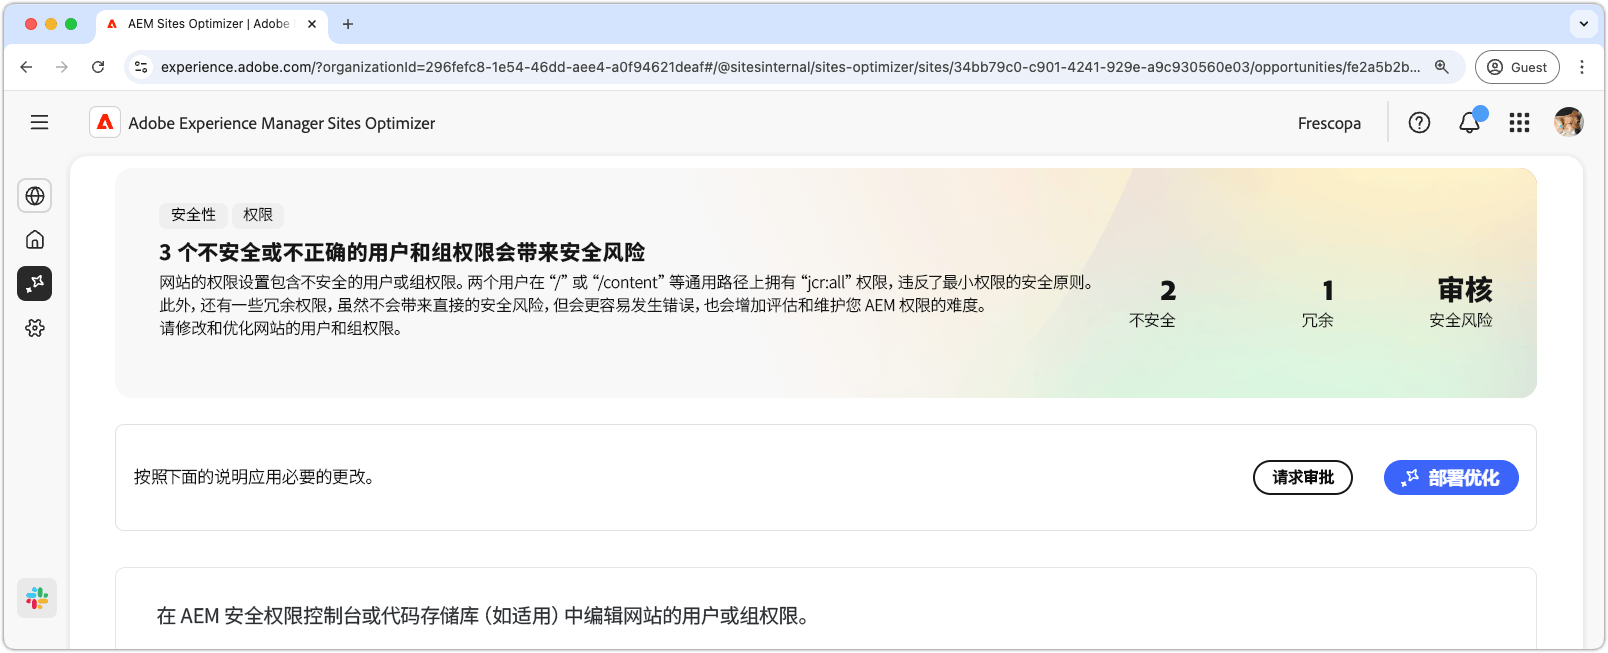 AEM Sites Optimizer | Adobe
experience.adobe.com/?organizationId=296fefc8-1e54-46dd-aee4-a0f94621deaf#/@sitesinternal/sites-optimizer/sites/34bb79c0-c901-4241-929e-a9c930560e03/opportunities/fe2a5b2b...
Guest
Adobe Experience Manager Sites Optimizer
Frescopa
安全性 权限
3 个不安全或不正确的用户和组权限会带来安全风险
网站的权限设置包含不安全的用户或组权限。两个用户在 “/” 或 “/content” 等通用路径上拥有 “jcr:all” 权限，违反了最小权限的安全原则。
此外，还有一些冗余权限，虽然不会带来直接的安全风险，但会更容易发生错误，也会增加评估和维护您 AEM 权限的难度。
请修改和优化网站的用户和组权限。
2 1 审核
不安全 冗余 安全风险
按照下面的说明应用必要的更改。
请求审批
部署优化
在 AEM 安全权限控制台或代码存储库（如适用）中编辑网站的用户或组权限。